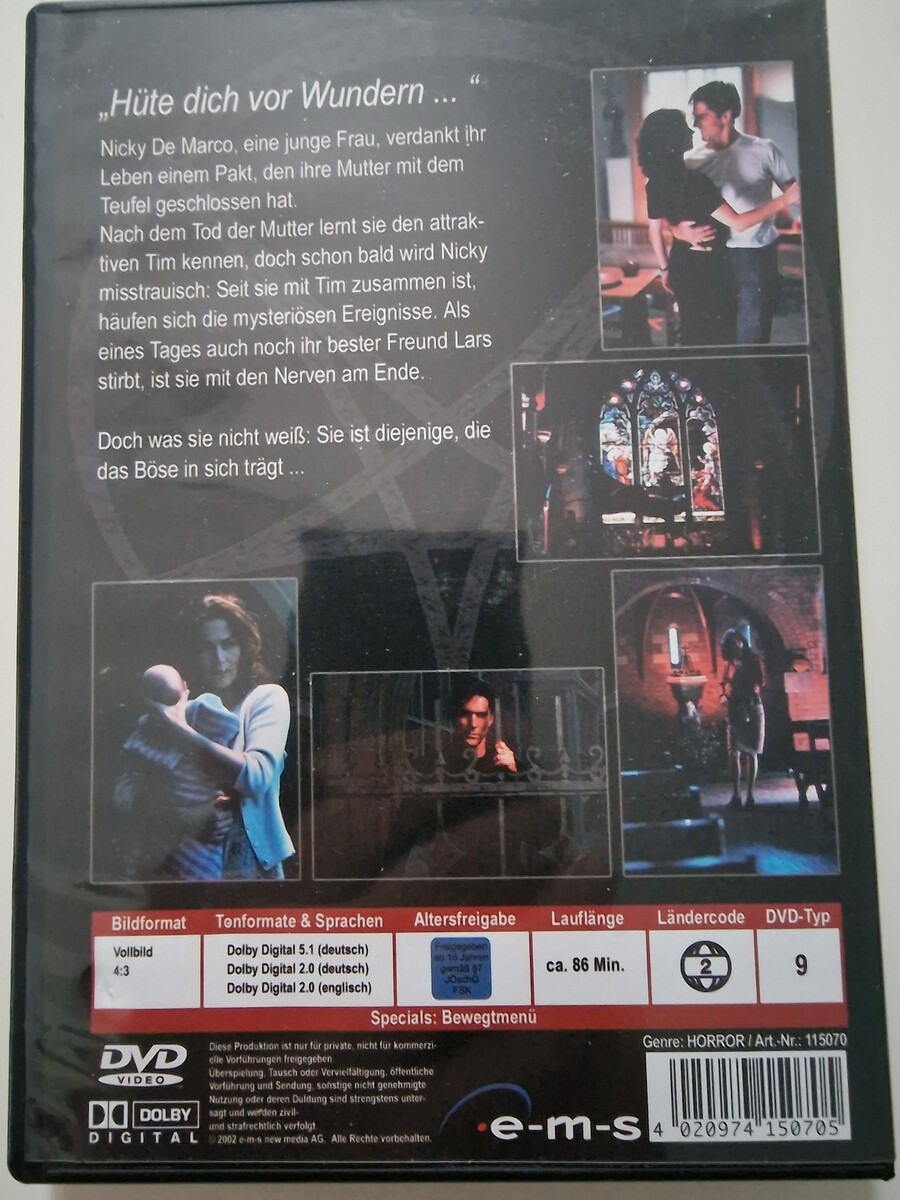 „Hüte dich vor Wundern ... “
Nicky De Marco, eine junge Frau, verdankt ihr
Leben einem Pakt, den ihre Mutter mit dem
Teufel geschlossen hat.
Nach dem Tod der Mutter lernt sie den attrak-
tiven Tim kennen, doch schon bald wird Nicky
misstrauisch: Seit sie mit Tim zusammen ist,
häufen sich die mysteriösen Ereignisse. Als
eines Tages auch noch ihr bester Freund Lars
stirbt, ist sie mit den Nerven am Ende.
Doch was sie nicht weiß: Sie ist diejenige, die
das Böse in sich trägt ...
Bildformat
Vollbild
4:3
Tonformate & Sprachen
Dolby Digital 5.1 (deutsch)
Dolby Digital 2.0 (deutsch)
Dolby Digital 2.0 (englisch)
Altersfreigabe
Freigegeben
ab 16 Jahren
gemäß §7
JÖschG
FSK
Lauflänge
ca. 86 Min.
Ländercode
2
DVD-Typ
9
Specials: Bewegtmenü
DVD
VIDEO
DOLBY
DIGITAL
Diese Produktion ist nur für private, nicht für kommerzi-
elle Vorführungen freigegeben.
Überspielung, Tausch oder Vervielfältigung, öffentliche
Vorführung und Sendung, sonstige nicht genehmigte
Nutzung oder deren Duldung sind strengstens unter-
sagt und werden zivil-
und strafrechtlich verfolgt.
©2002 e-m-s new media AG. Alle Rechte vorbehalten.
e-m-s
Genre: HORROR / Art.-Nr.: 115070
4 020974 150705